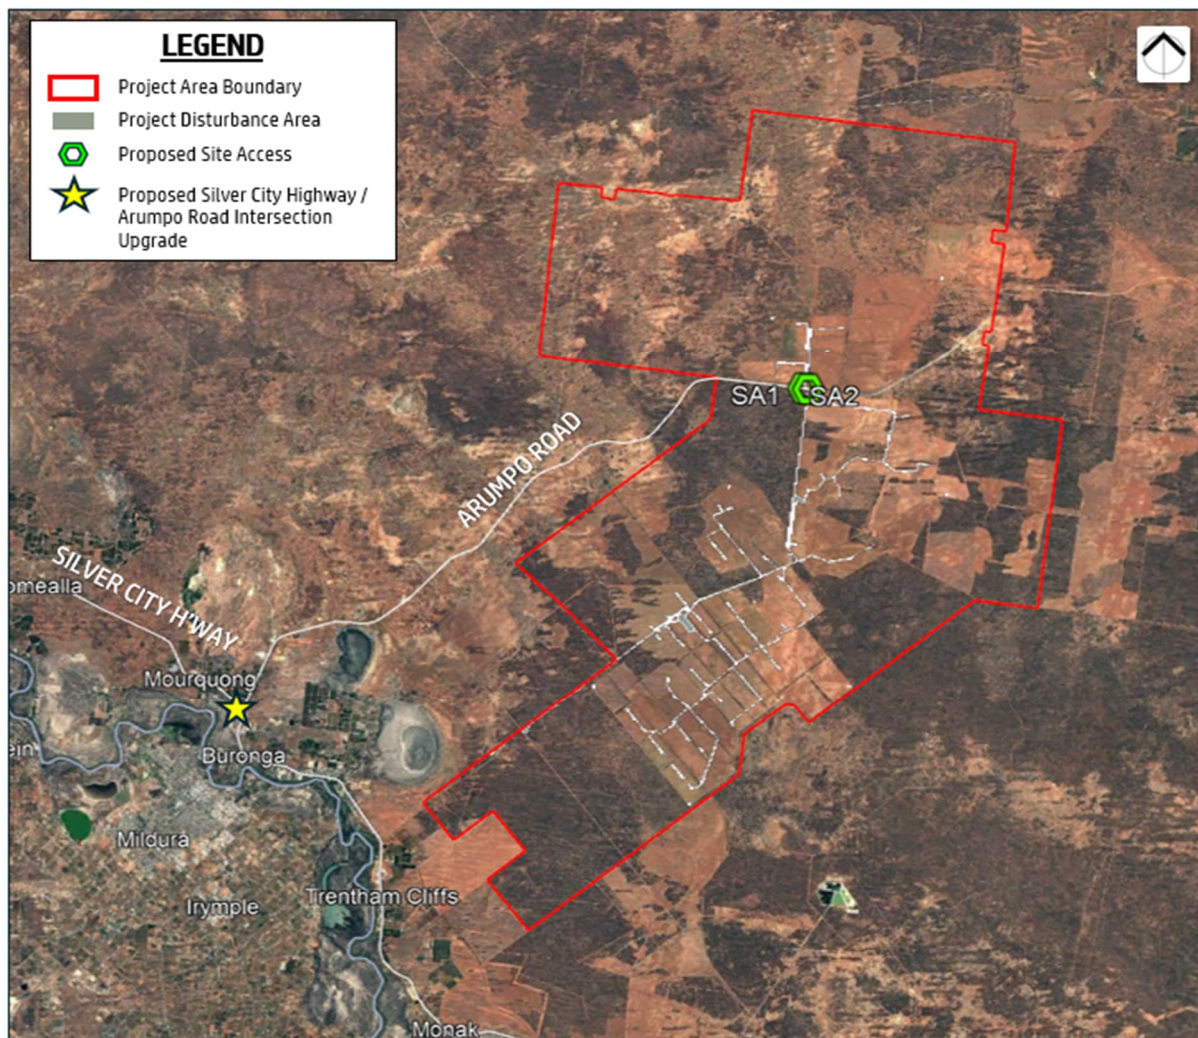 LEGEND
Project Area Boundary
Project Disturbance Area
Proposed Site Access
Proposed Silver City Highway /
Arumpo Road Intersection
Upgrade
SA1
SA2
ARUMPO ROAD
SILVER CITY H'WAY
omealla
Mourquong
Buronga
ein
Mildura
Irymple
Trentham Cliffs
Monak